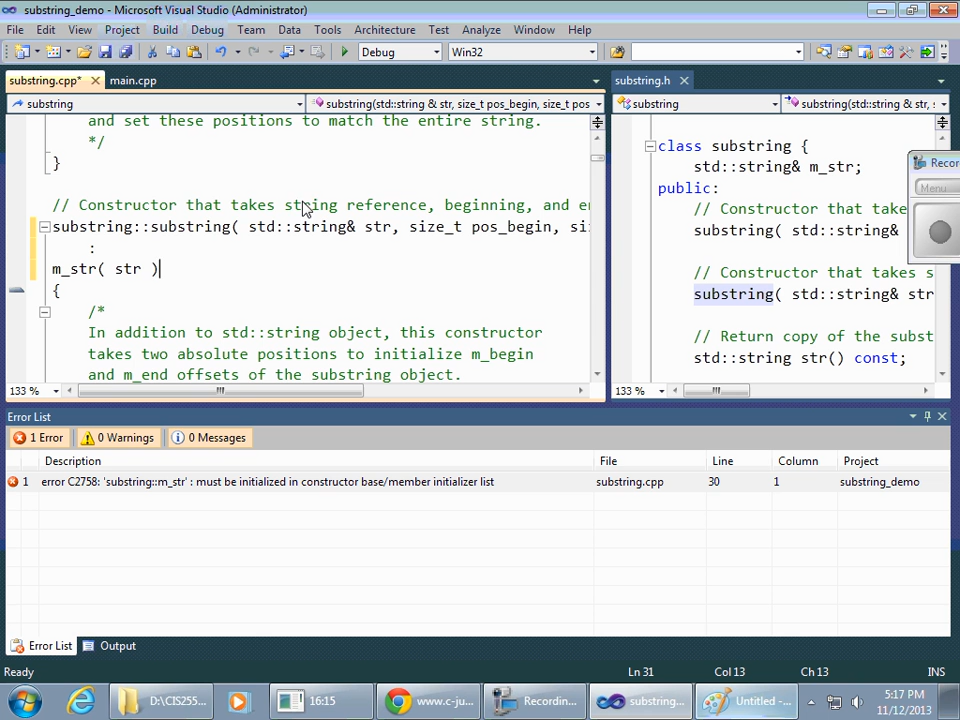 substring_demo - Microsoft Visual Studio (Administrator)
File Edit View Project Build Debug Team Data Tools Architecture Test Analyze Window Help
Debug Win32
substring.cpp* main.cpp substring.h
substring substring(std::string & str, size_t pos_begin, size_t pos substring substring(std::string & str,
and set these positions to match the entire string.
*/
}
// Constructor that takes string reference, beginning, and en
substring::substring( std::string& str, size_t pos_begin, si
:
m_str( str )
{
/*
In addition to std::string object, this constructor
takes two absolute positions to initialize m_begin
and m_end offsets of the substring object.
133 %
class substring {
std::string& m_str;
public:
// Constructor that take
substring( std::string&
// Constructor that takes s
substring( std::string& str
// Return copy of the subst
std::string str() const;
133 %
Recor
Menu
Error List
1 Error 0 Warnings 0 Messages
Description File Line Column Project
1 error C2758: 'substring::m_str' : must be initialized in constructor base/member initializer list substring.cpp 30 1 substring_demo
Error List Output
Ready Ln 31 Col 13 Ch 13 INS
D:\CIS255... 16:15 www.c-ju... Recordin... substring... Untitled -... 5:17 PM
11/12/2013